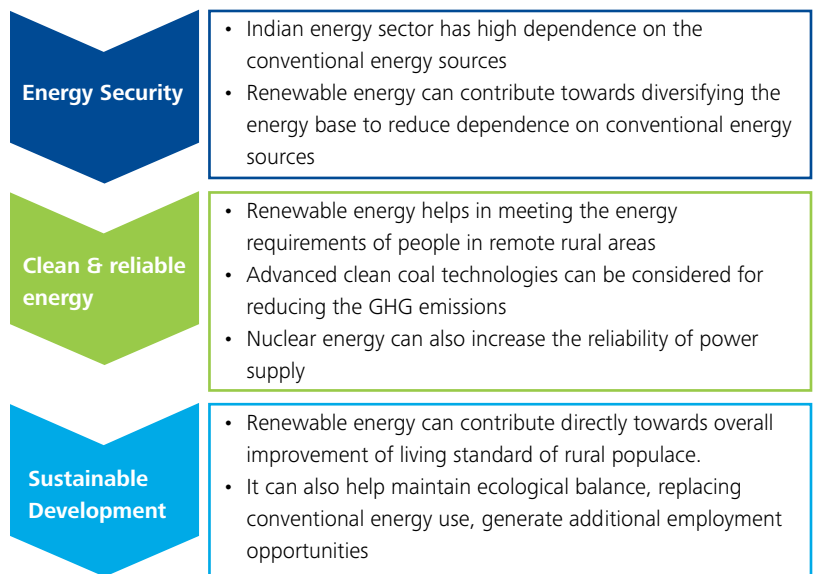 Energy Security
• Indian energy sector has high dependence on the
conventional energy sources
• Renewable energy can contribute towards diversifying the
energy base to reduce dependence on conventional energy
sources
Clean & reliable
energy
• Renewable energy helps in meeting the energy
requirements of people in remote rural areas
• Advanced clean coal technologies can be considered for
reducing the GHG emissions
• Nuclear energy can also increase the reliability of power
supply
Sustainable
Development
• Renewable energy can contribute directly towards overall
improvement of living standard of rural populace.
• It can also help maintain ecological balance, replacing
conventional energy use, generate additional employment
opportunities